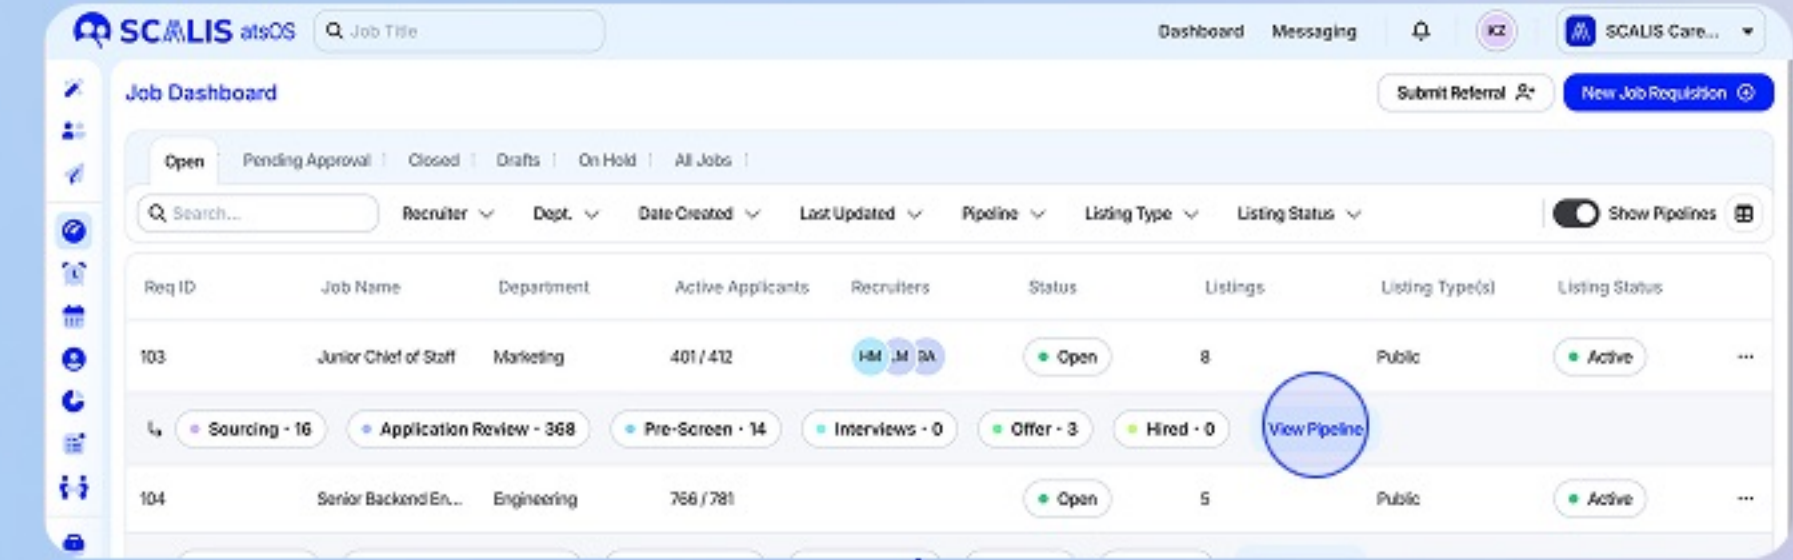 SCALIS atsOS Job Title Dashboard Messaging KZ SCALIS Care...
Job Dashboard Submit Referral New Job Requisition
Open Pending Approval Closed Drafts On Hold All Jobs
Search... Recruiter Dept. Date Created Last Updated Pipeline Listing Type Listing Status Show Pipelines
Req ID Job Name Department Active Applicants Recruiters Status Listings Listing Type(s) Listing Status
103 Junior Chief of Staff Marketing 401 / 412 HM Open 8 Public Active ...
Sourcing - 16 Application Review - 368 Pre-Screen - 14 Interviews - 0 Offer - 3 Hired - 0 View Pipeline
104 Senior Backend En... Engineering 766 / 781 Open 5 Public Active ...